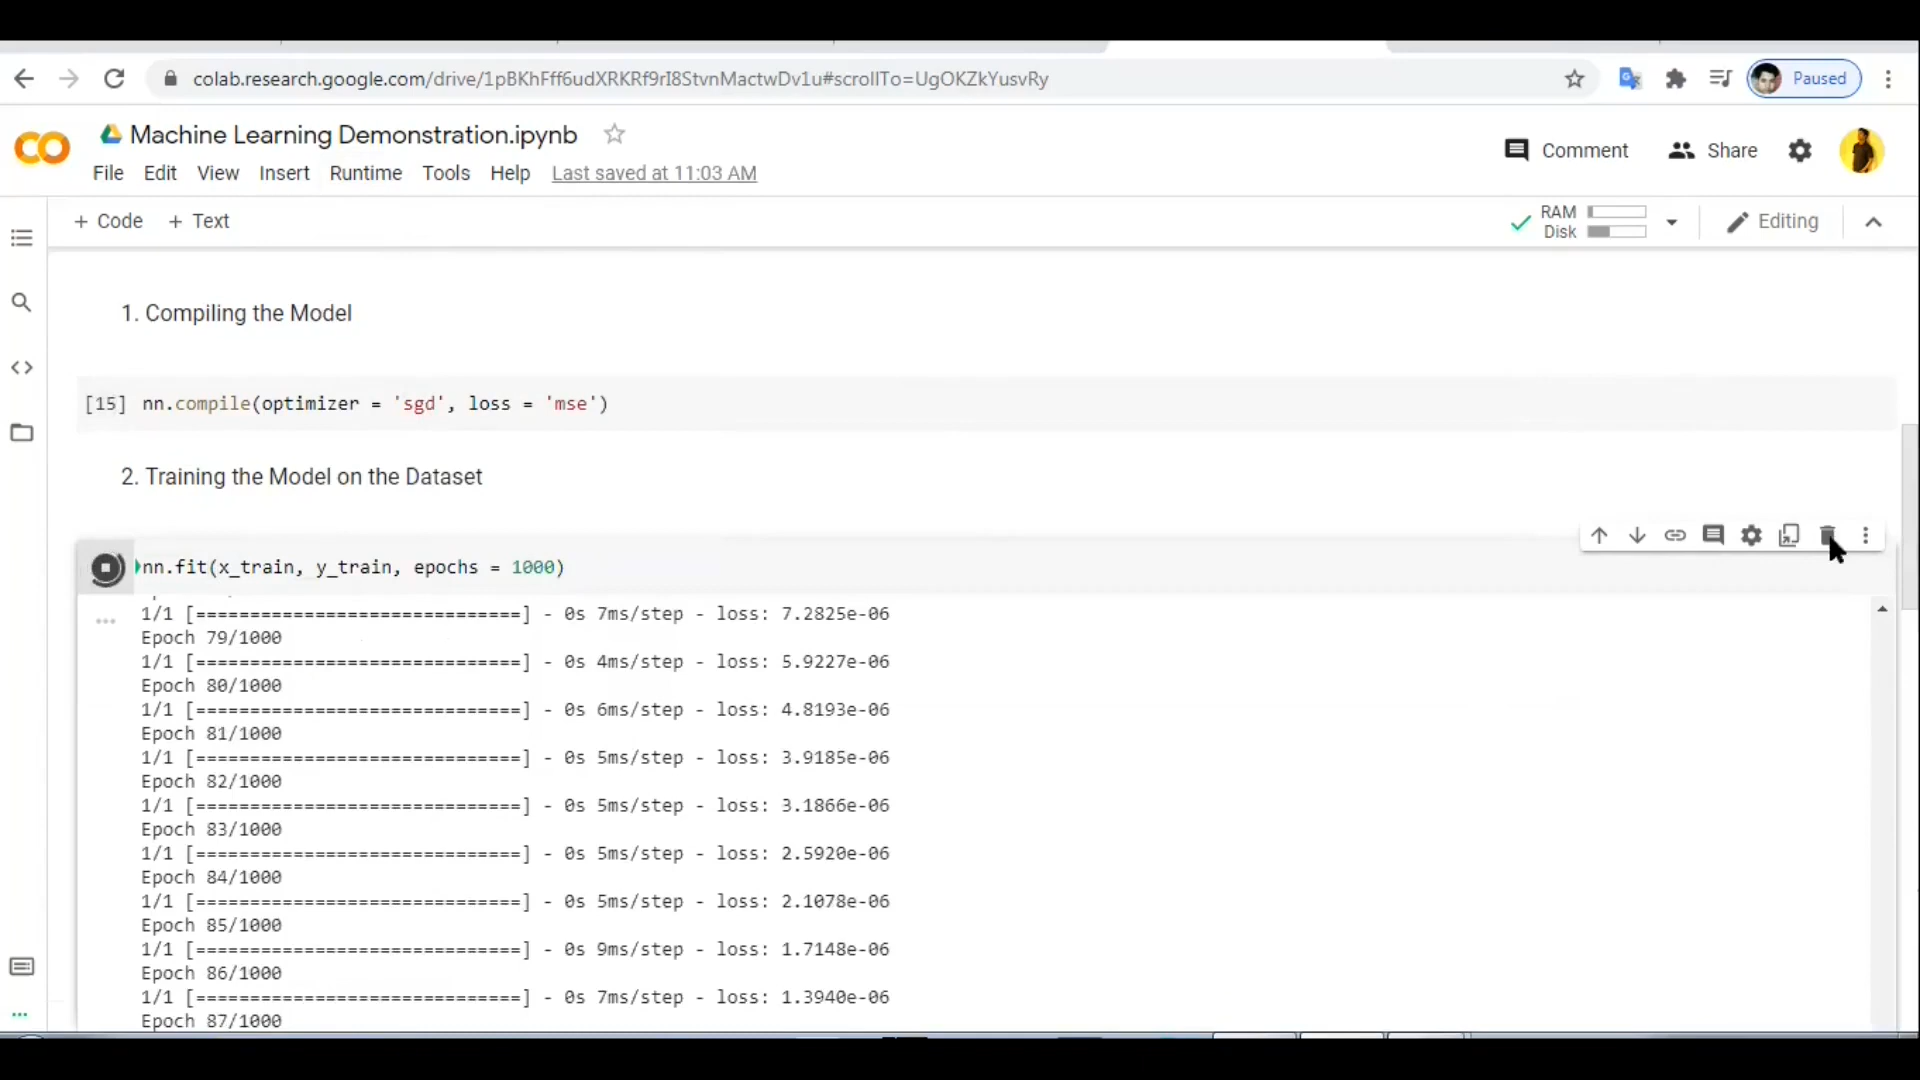 colab.research.google.com/drive/1pBKhFff6udXRKRf9rI8StvnMactwDv1u#scrollTo=UgOKZkYusvRy
Paused
Machine Learning Demonstration.ipynb
Comment
Share
File Edit View Insert Runtime Tools Help Last saved at 11:03 AM
+ Code + Text
RAM
Disk
Editing
1. Compiling the Model
[15] nn.compile(optimizer = 'sgd', loss = 'mse')
2. Training the Model on the Dataset
nn.fit(x_train, y_train, epochs = 1000)
1/1 [==============================] - 0s 7ms/step - loss: 7.2825e-06
Epoch 79/1000
1/1 [==============================] - 0s 4ms/step - loss: 5.9227e-06
Epoch 80/1000
1/1 [==============================] - 0s 6ms/step - loss: 4.8193e-06
Epoch 81/1000
1/1 [==============================] - 0s 5ms/step - loss: 3.9185e-06
Epoch 82/1000
1/1 [==============================] - 0s 5ms/step - loss: 3.1866e-06
Epoch 83/1000
1/1 [==============================] - 0s 5ms/step - loss: 2.5920e-06
Epoch 84/1000
1/1 [==============================] - 0s 5ms/step - loss: 2.1078e-06
Epoch 85/1000
1/1 [==============================] - 0s 9ms/step - loss: 1.7148e-06
Epoch 86/1000
1/1 [==============================] - 0s 7ms/step - loss: 1.3940e-06
Epoch 87/1000